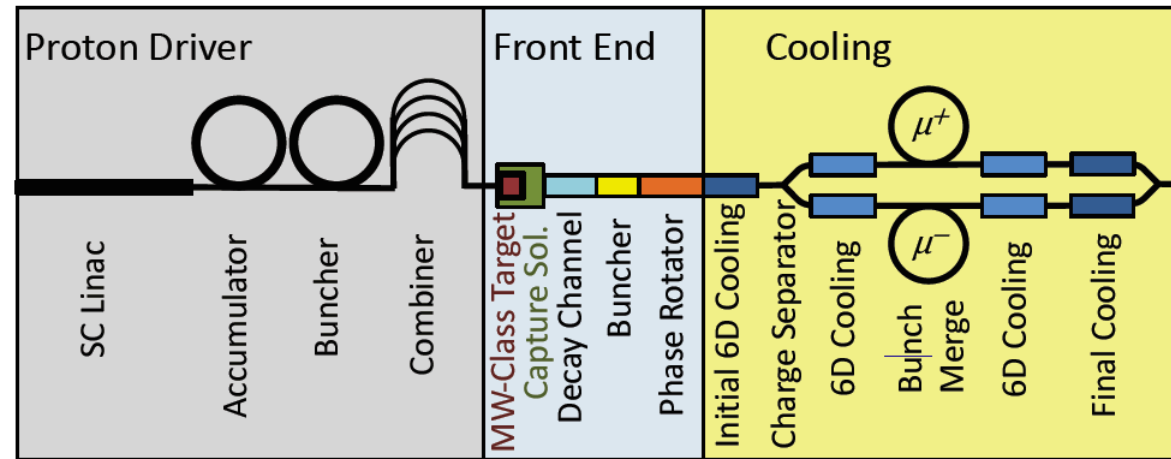 Proton Driver
Front End
Cooling
μ+
μ−
SC Linac
Accumulator
Buncher
Combiner
MW-Class Target
Capture Sol.
Decay Channel
Buncher
Phase Rotator
Initial 6D Cooling
Charge Separator
6D Cooling
Bunch
Merge
6D Cooling
Final Cooling